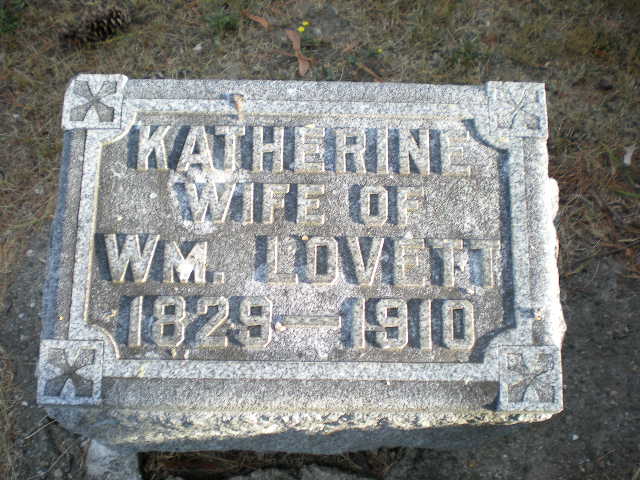 KATHERINE
WIFE OF
WM. LOVETT
1829—1910